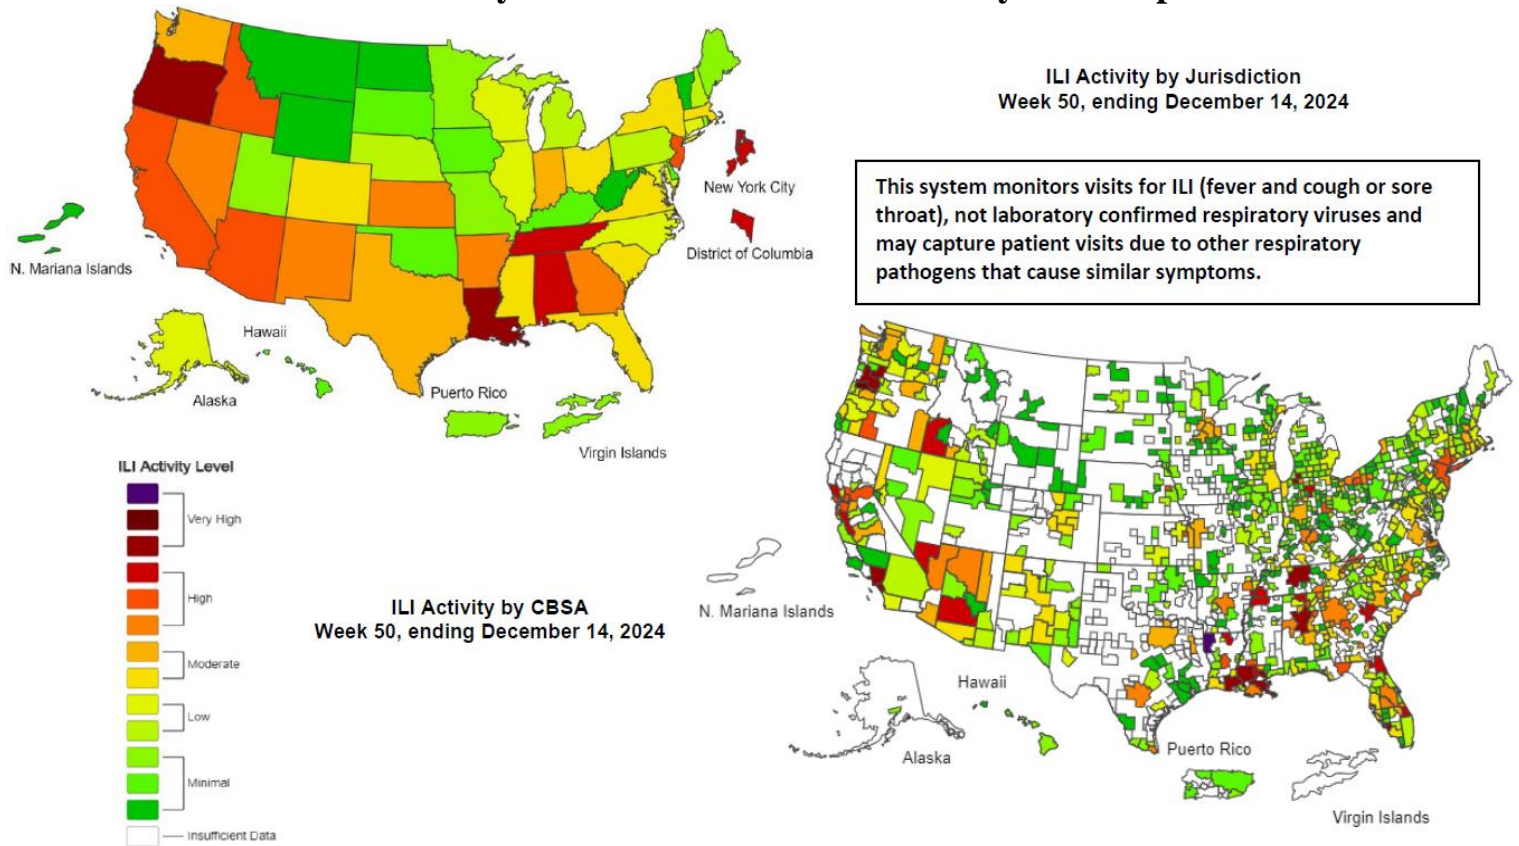 ILI Activity by Jurisdiction
Week 50, ending December 14, 2024
This system monitors visits for ILI (fever and cough or sore
throat), not laboratory confirmed respiratory viruses and
may capture patient visits due to other respiratory
pathogens that cause similar symptoms.
New York City
District of Columbia
N. Mariana Islands
Hawaii
Alaska
Puerto Rico
Virgin Islands
ILI Activity Level
Very High
High
Moderate
Low
Minimal
Insufficient Data
ILI Activity by CBSA
Week 50, ending December 14, 2024
N. Mariana Islands
Hawaii
Alaska
Puerto Rico
Virgin Islands